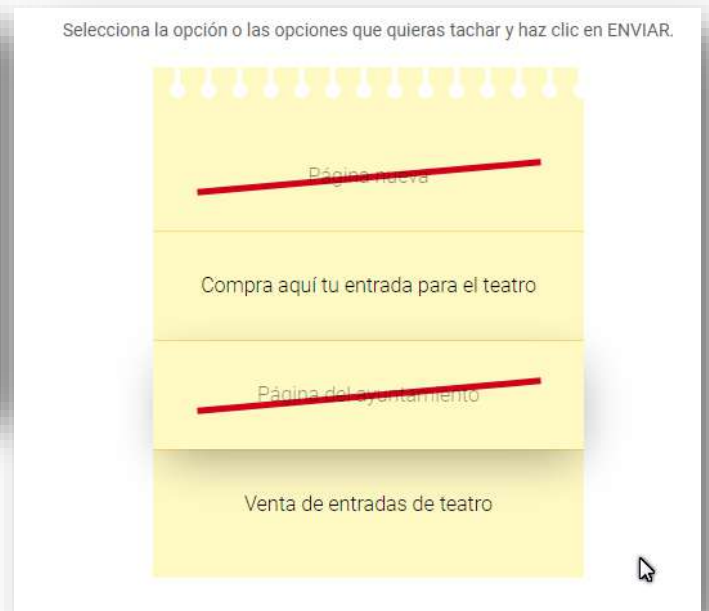 Selecciona la opción o las opciones que quieras tachar y haz clic en ENVIAR.
Página nueva
Compra aquí tu entrada para el teatro
Página del ayuntamiento
Venta de entradas de teatro